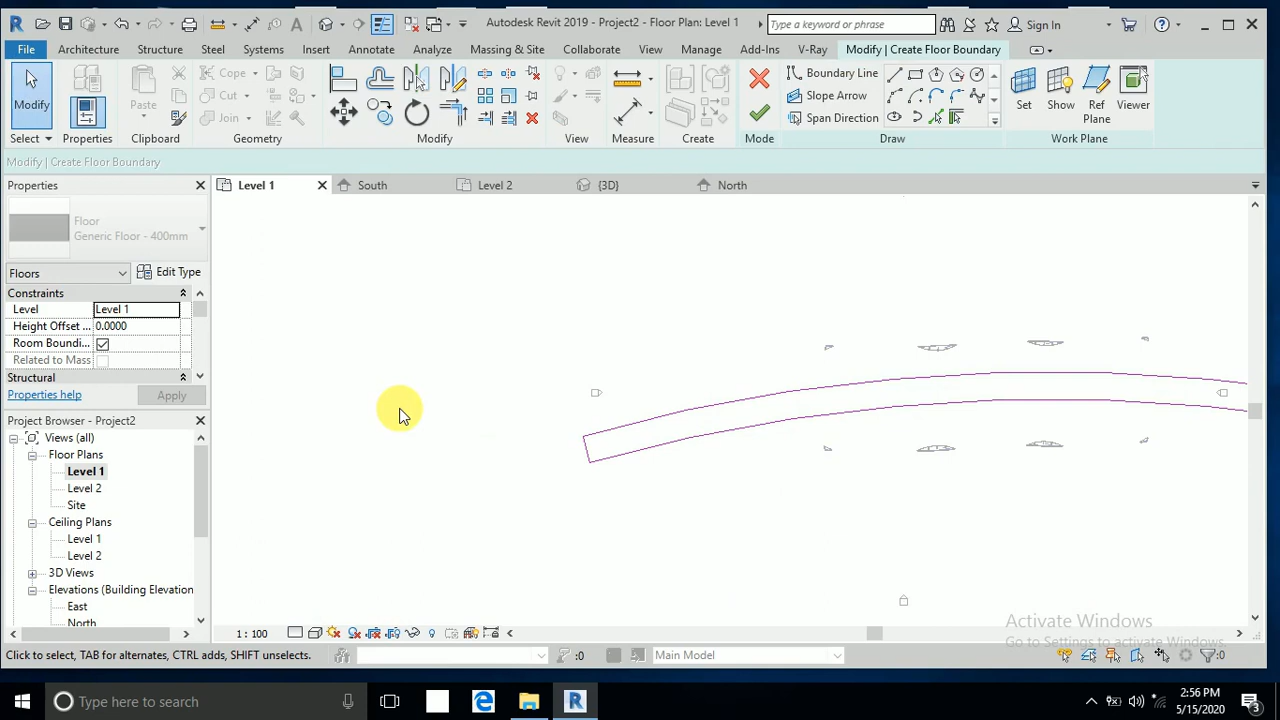 Autodesk Revit 2019 - Project2 - Floor Plan: Level 1
Type a keyword or phrase
Sign In
File Architecture Structure Steel Systems Insert Annotate Analyze Massing & Site Collaborate View Manage Add-Ins V-Ray Modify | Create Floor Boundary
Modify
Paste
Cope
Cut
Join
Boundary Line
Slope Arrow
Span Direction
Set
Show
Ref Plane
Viewer
Select Properties Clipboard Geometry Modify View Measure Create Mode Draw Work Plane
Modify | Create Floor Boundary
Properties
Level 1
South
Level 2
{3D}
North
Floor
Generic Floor - 400mm
Floors
Edit Type
Constraints
Level Level 1
Height Offset ... 0.0000
Room Boundi...
Related to Mass
Structural
Properties help
Apply
Project Browser - Project2
Views (all)
Floor Plans
Level 1
Level 2
Site
Ceiling Plans
Level 1
Level 2
3D Views
Elevations (Building Elevation
East
North
1 : 100
Activate Windows
Go to Settings to activate Windows.
Click to select, TAB for alternates, CTRL adds, SHIFT unselects.
:0
Main Model
:0
Type here to search
2:56 PM
5/15/2020
3